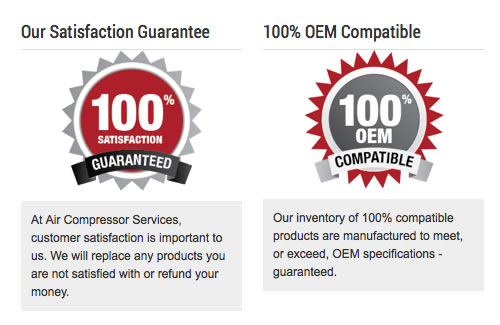 Our Satisfaction Guarantee
100%
SATISFACTION
GUARANTEED
At Air Compressor Services,
customer satisfaction is important to
us. We will replace any products you
are not satisfied with or refund your
money.
100% OEM Compatible
100%
OEM
COMPATIBLE
Our inventory of 100% compatible
products are manufactured to meet,
or exceed, OEM specifications -
guaranteed.